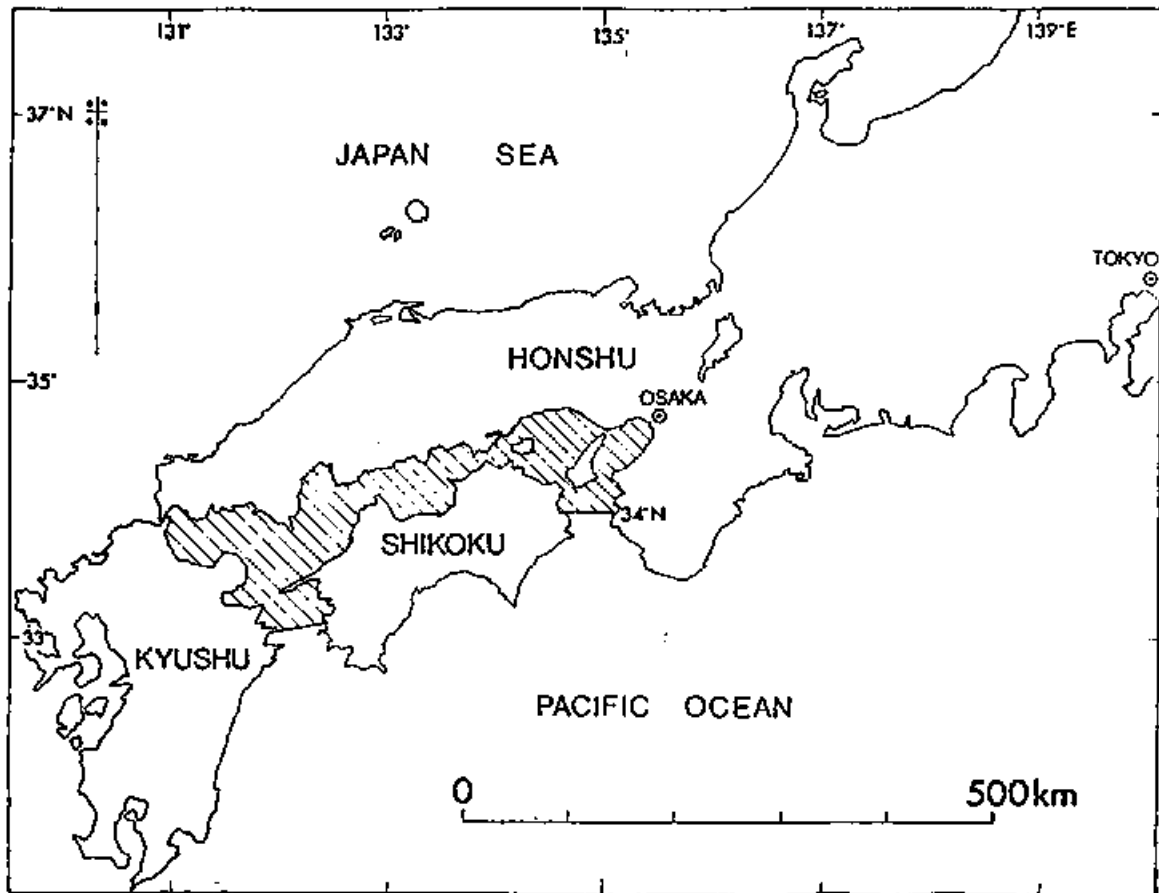 131° 133° 135° 137° 139°E
37°N
JAPAN SEA
TOKYO
HONSHU
35°
OSAKA
34°N
SHIKOKU
33°
KYUSHU
PACIFIC OCEAN
0 500km